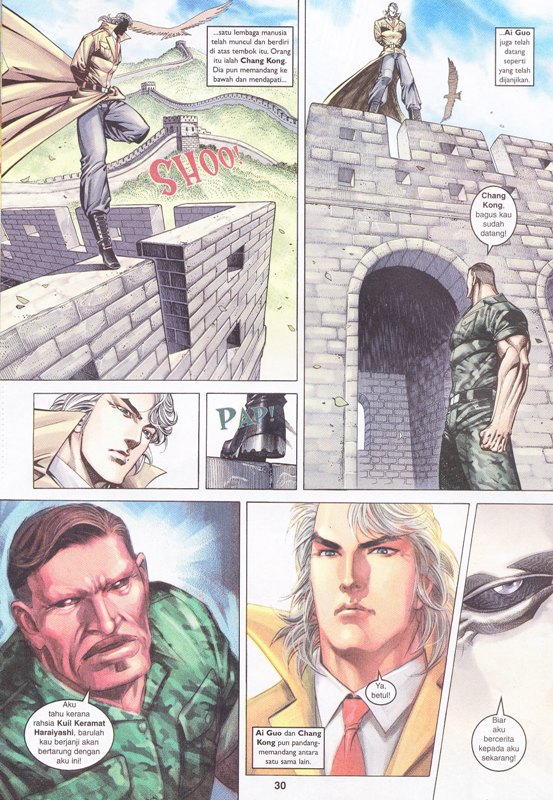 ...satu lembaga manusia
telah muncul dan berdiri
di atas tembok itu. Orang
itu ialah Chang Kong.
Dia pun memandang ke
bawah dan mendapati...
SHOO!
...Ai Guo
juga telah
datang
seperti
yang telah
dijanjikan.
Chang
Kong,
bagus kau
sudah
datang!
PAP!
Aku
tahu kerana
rahsia Kuil Keramat
Haraiyashi, barulah
kau berjanji akan
bertarung dengan
aku ini!
Ya,
betul!
Ai Guo dan Chang
Kong pun pandang-
memandang antara
satu sama lain.
Biar
aku
bercerita
kepada aku
sekarang!
30